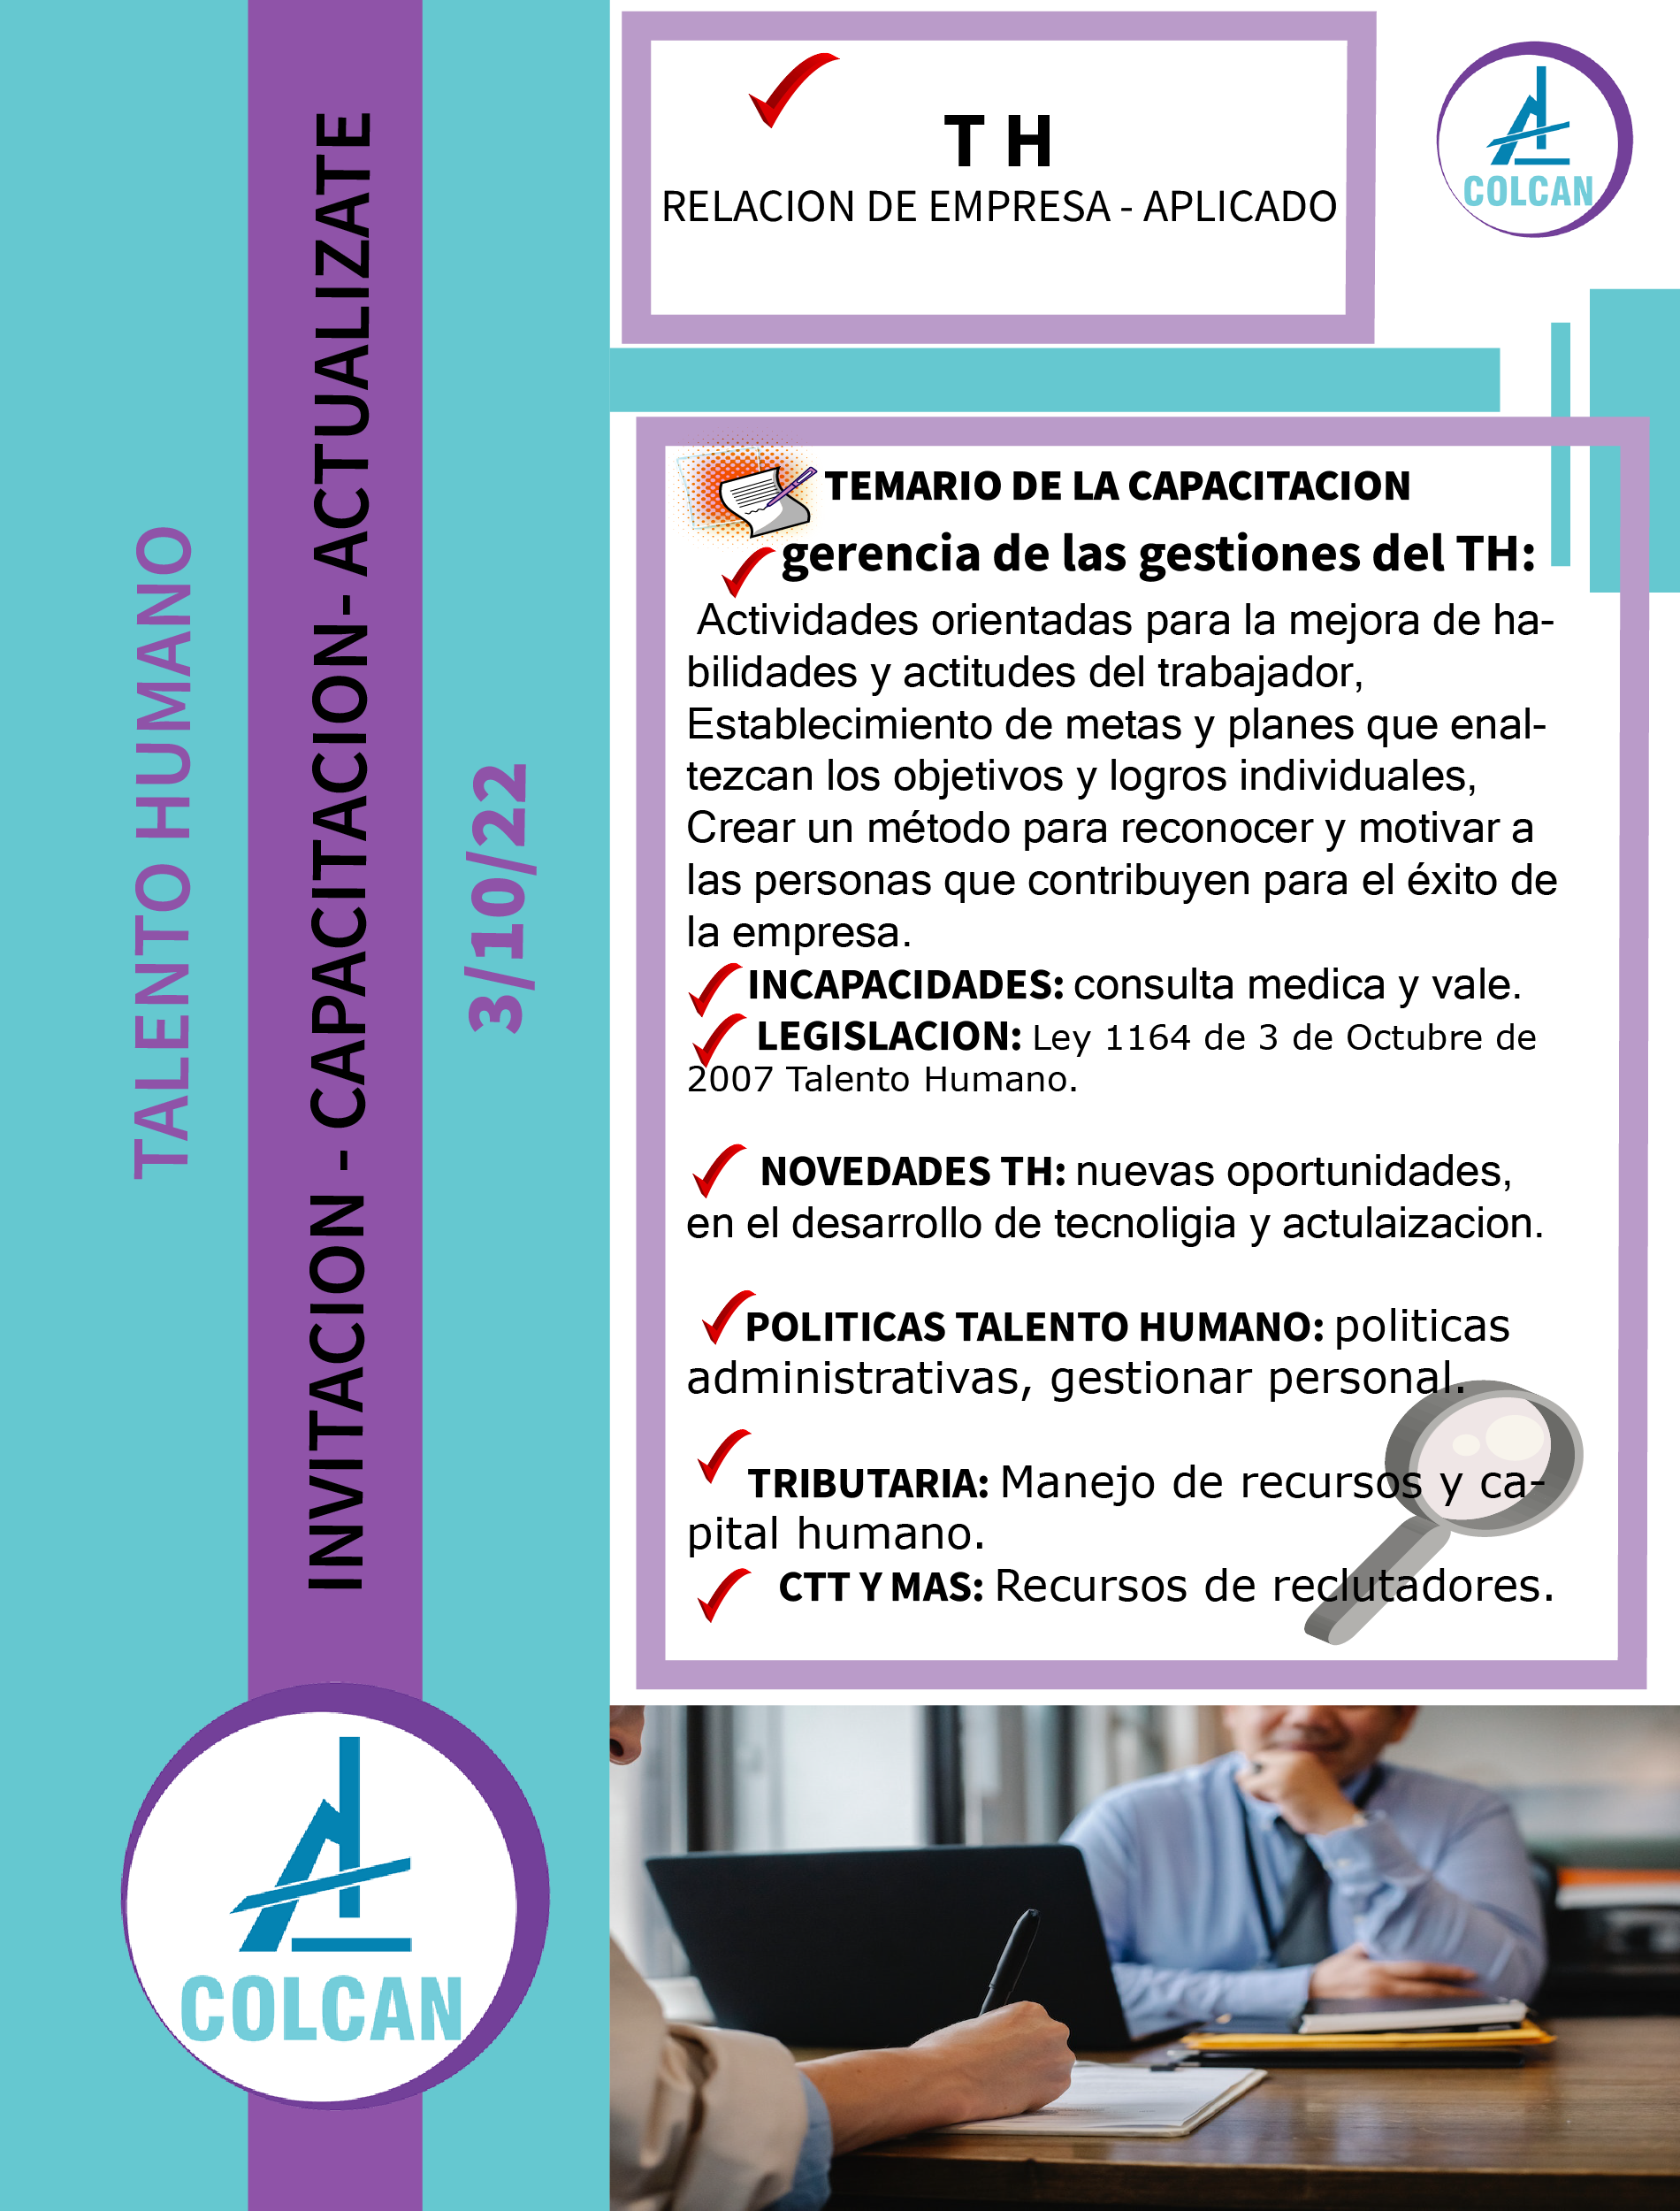 TALENTO HUMANO
INVITACION - CAPACITACION- ACTUALIZATE
3/10/22
COLCAN
T H
RELACION DE EMPRESA - APLICADO
COLCAN
TEMARIO DE LA CAPACITACION
gerencia de las gestiones del TH:
Actividades orientadas para la mejora de ha-
bilidades y actitudes del trabajador,
Establecimiento de metas y planes que enal-
tezcan los objetivos y logros individuales,
Crear un método para reconocer y motivar a
las personas que contribuyen para el éxito de
la empresa.
INCAPACIDADES: consulta medica y vale.
LEGISLACION: Ley 1164 de 3 de Octubre de
2007 Talento Humano.
NOVEDADES TH: nuevas oportunidades,
en el desarrollo de tecnoligia y actulaizacion.
POLITICAS TALENTO HUMANO: politicas
administrativas, gestionar personal.
TRIBUTARIA: Manejo de recursos y ca-
pital humano.
CTT Y MAS: Recursos de reclutadores.